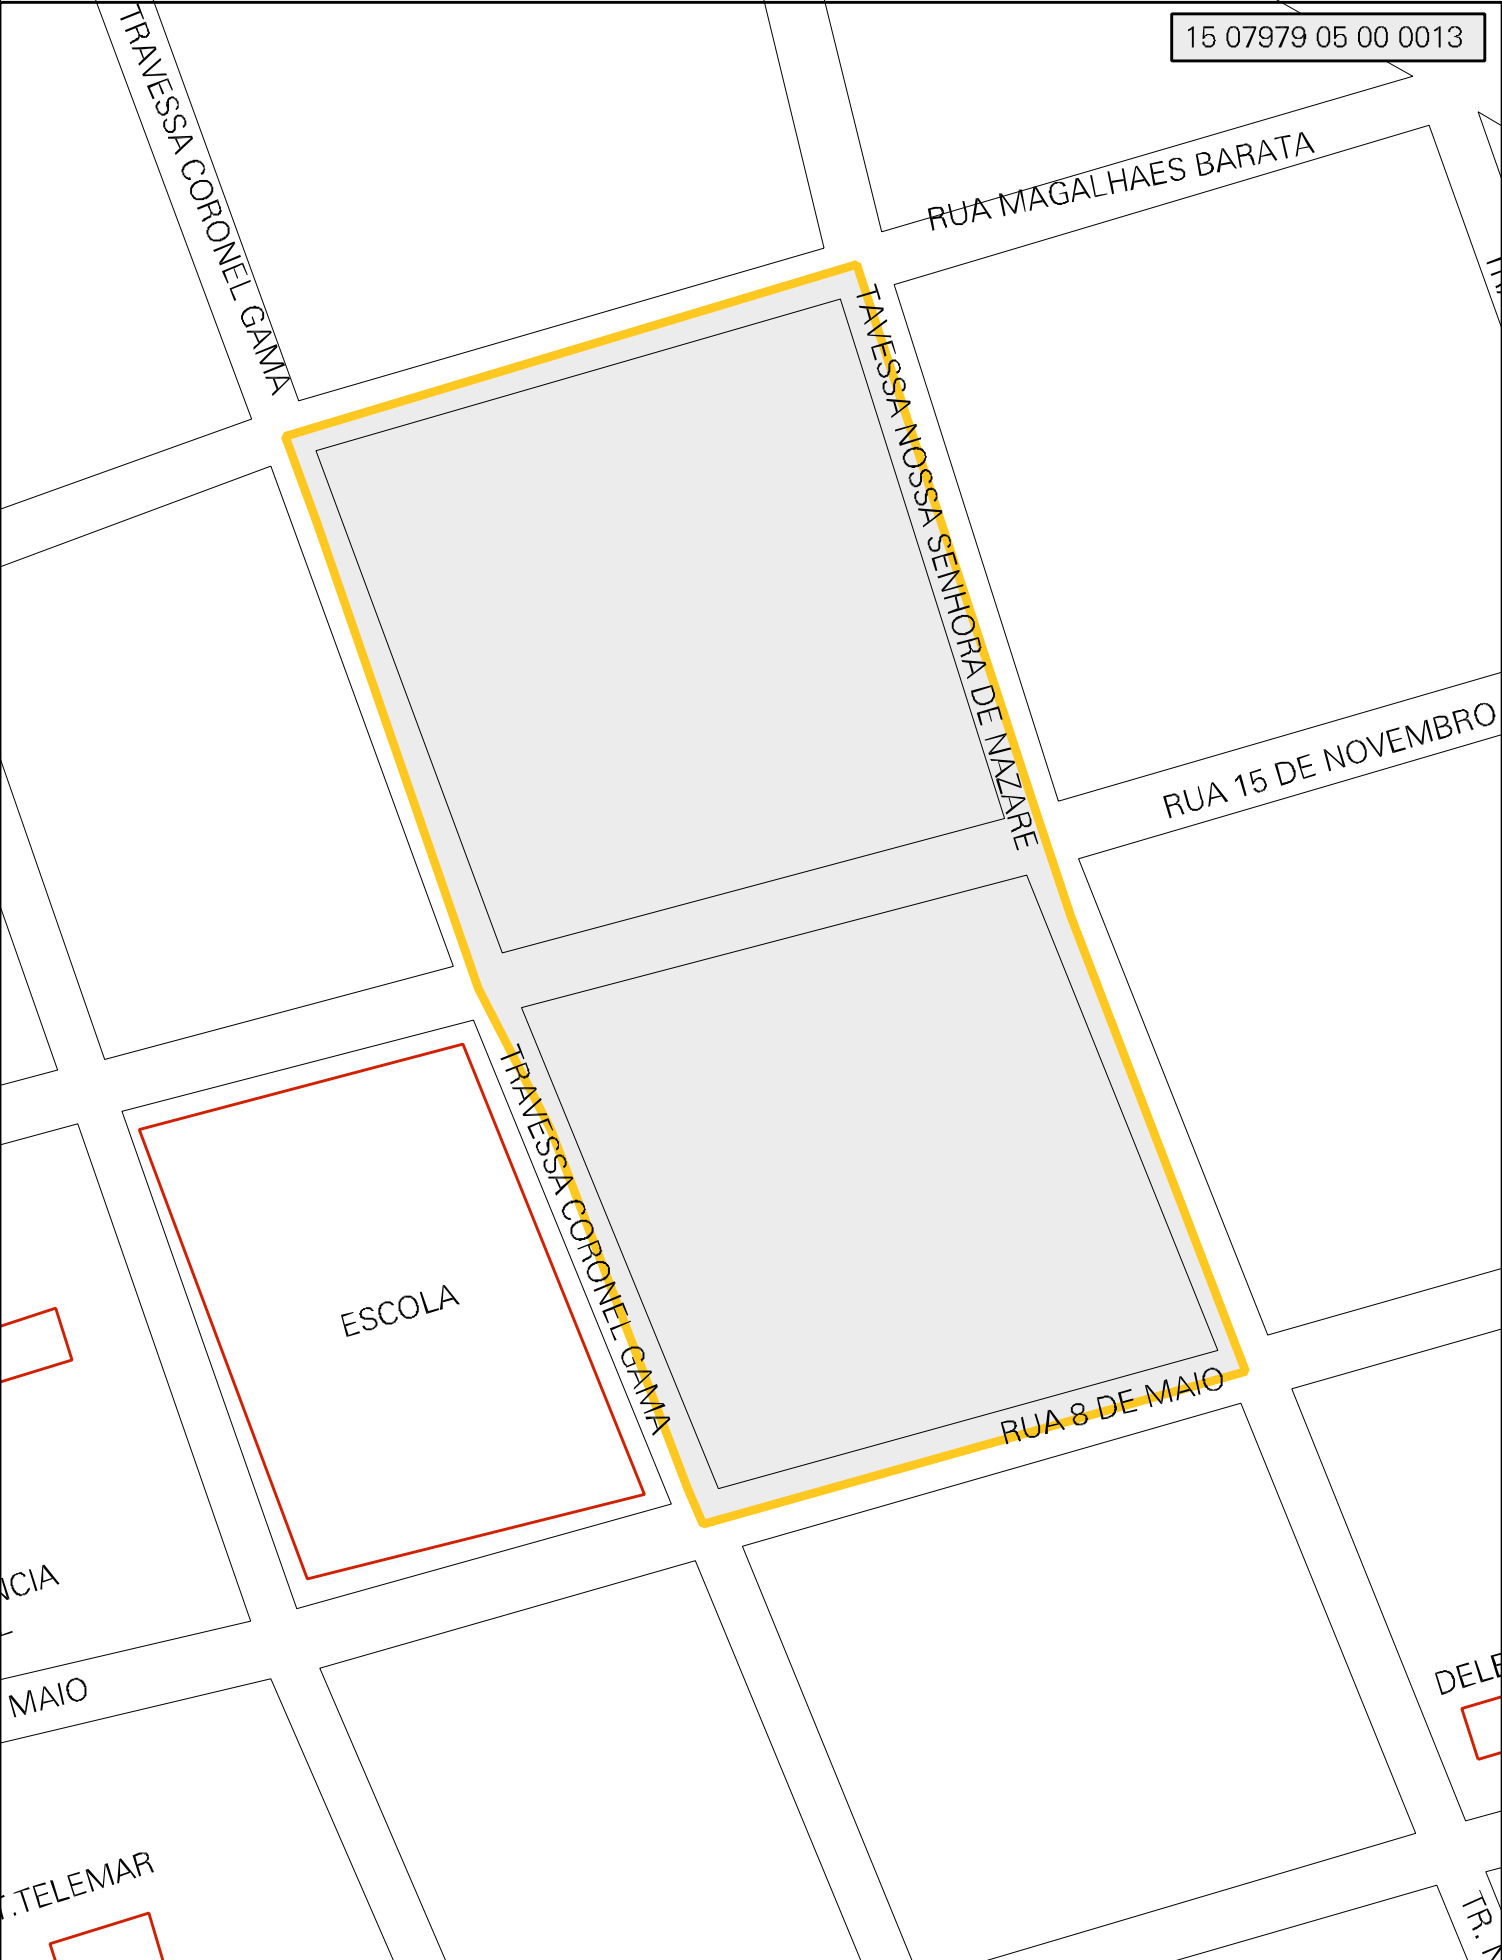 15 07979 05 00 0013
TRAVESSA CORONEL GAMA
RUA MAGALHAES BARATA
TAVESSA NOSSA SENHORA DE NAZARE
RUA 15 DE NOVEMBRO
TRAVESSA CORONEL GAMA
ESCOLA
RUA 8 DE MAIO
MAIO
TELEMAR
TR.